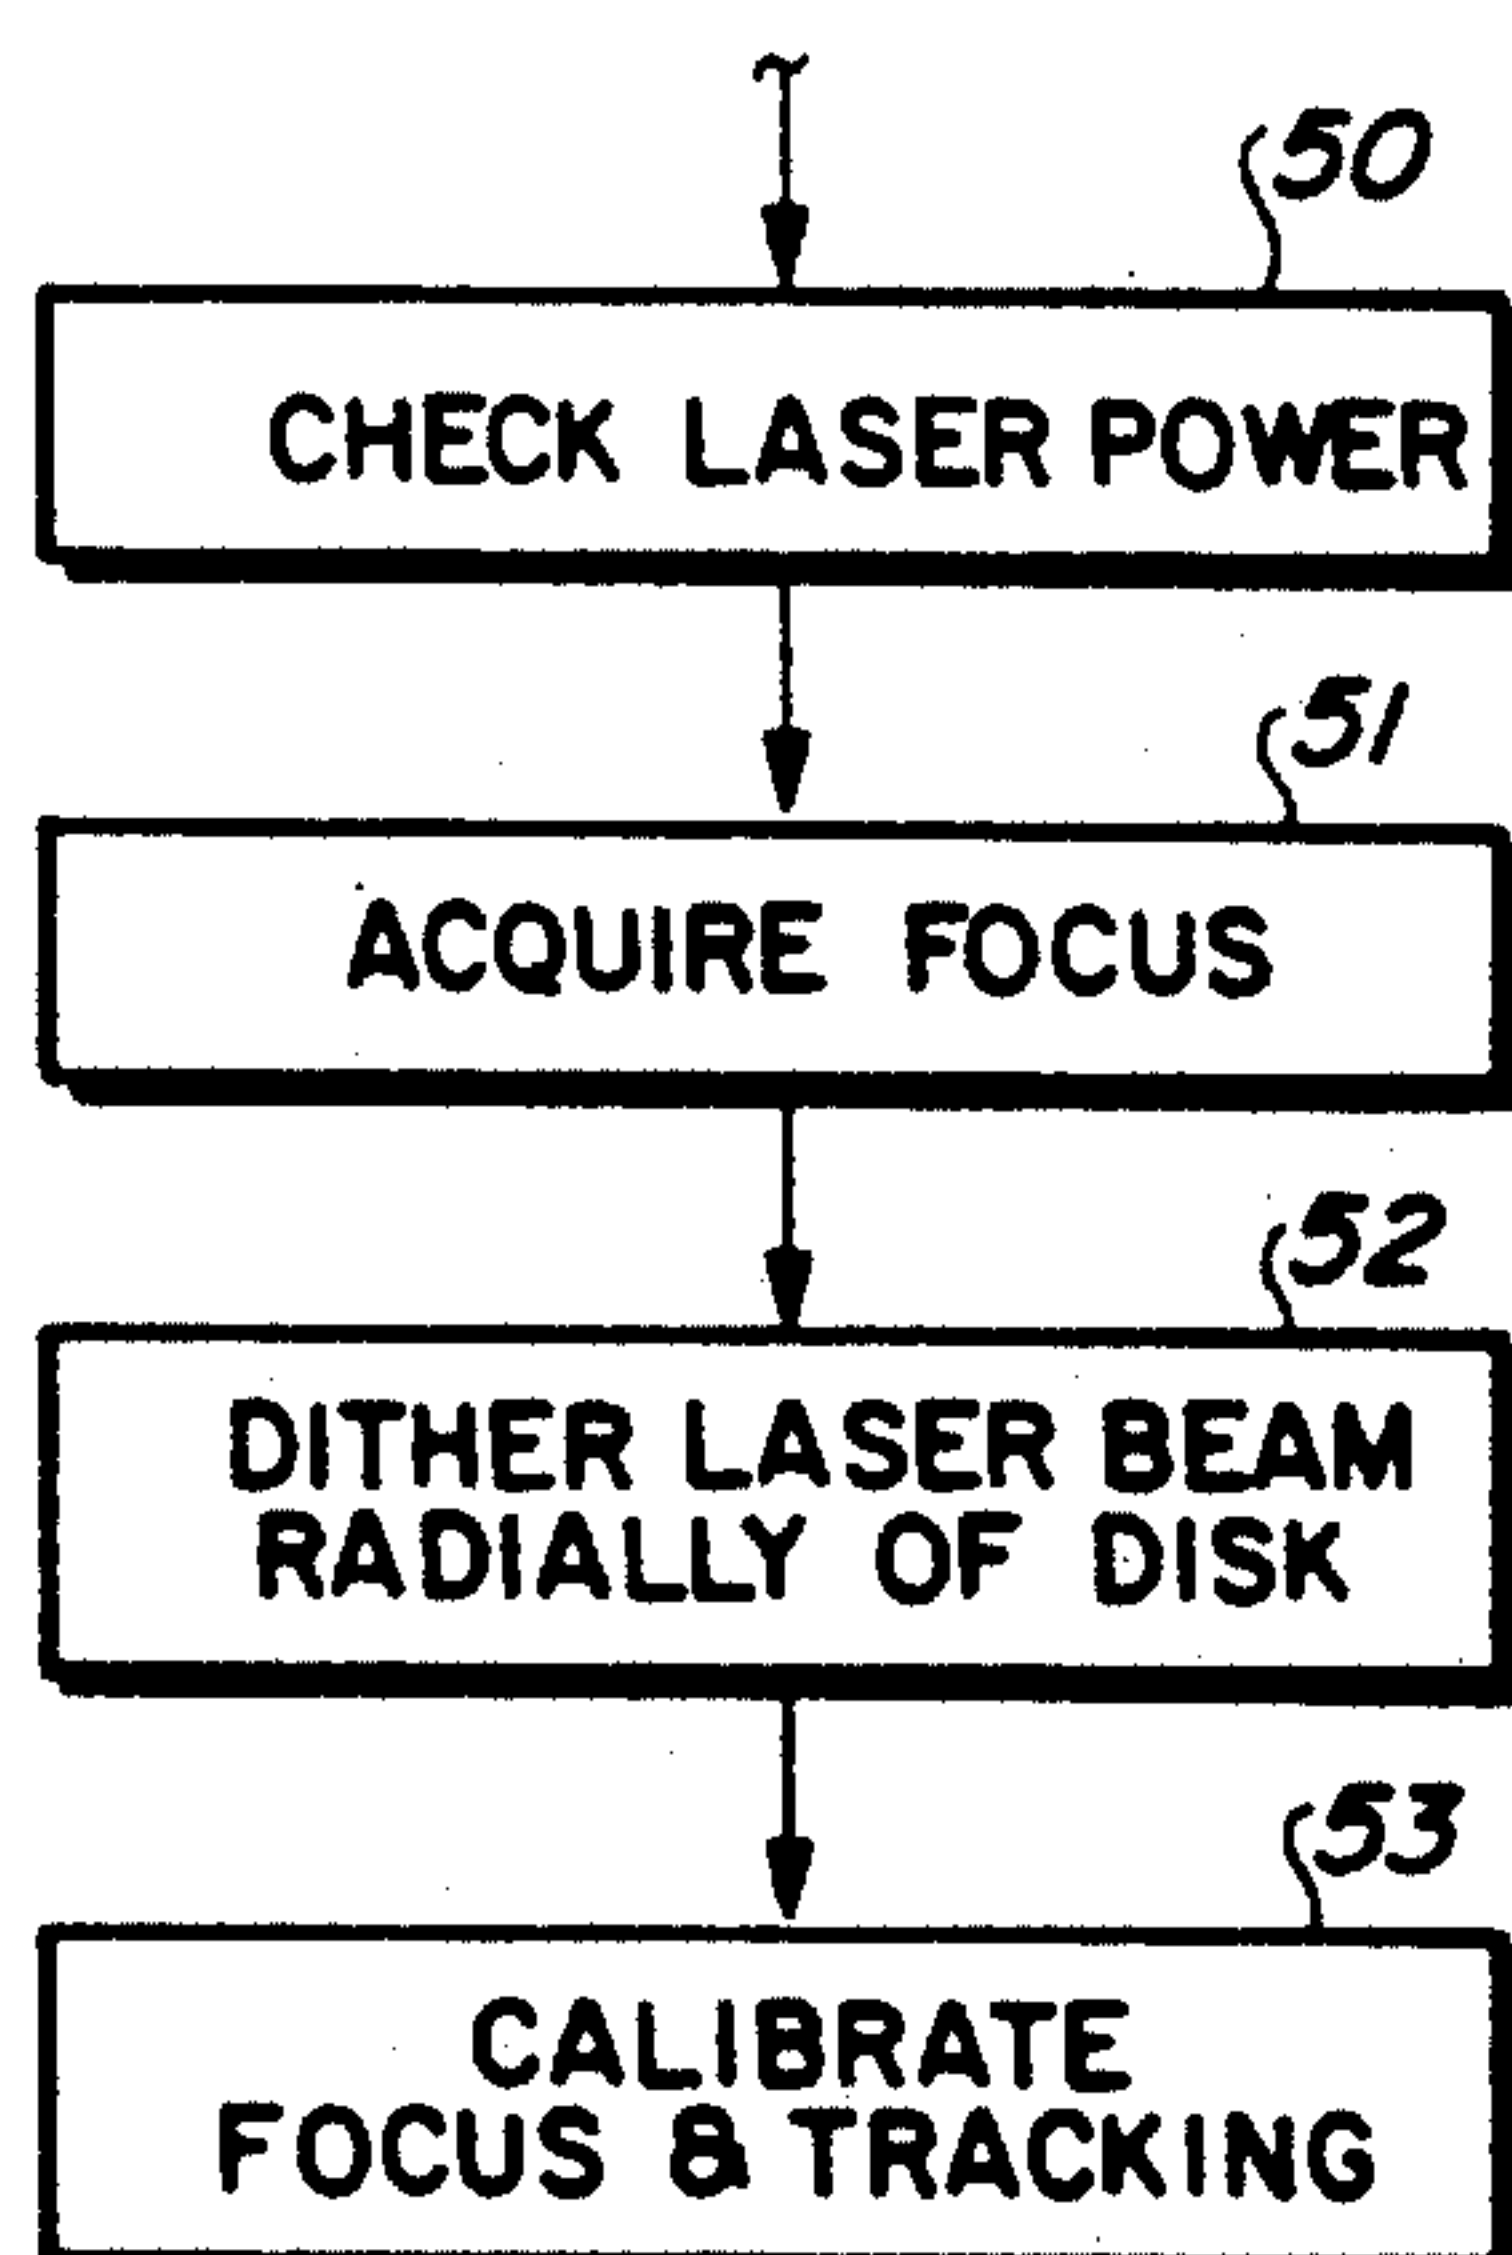 50
CHECK LASER POWER
51
ACQUIRE FOCUS
52
DITHER LASER BEAM
RADIALLY OF DISK
53
CALIBRATE
FOCUS & TRACKING